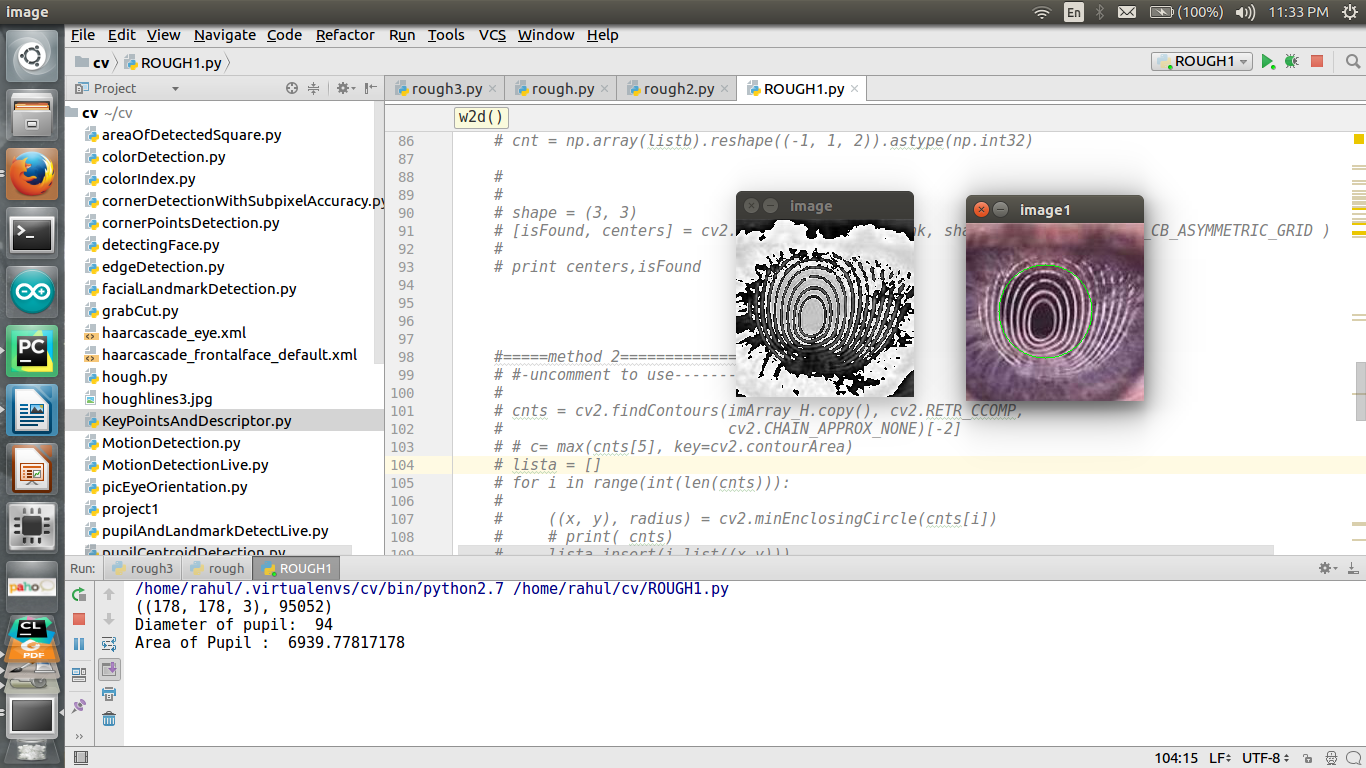 image
En
(100%)
11:33 PM
File Edit View Navigate Code Refactor Run Tools VCS Window Help
cv ROUGH1.py
ROUGH1
Project
rough3.py
rough.py
rough2.py
ROUGH1.py
cv ~/cv
areaOfDetectedSquare.py
colorDetection.py
colorIndex.py
cornerDetectionWithSubpixelAccuracy.py
cornerPointsDetection.py
detectingFace.py
edgeDetection.py
facialLandmarkDetection.py
grabCut.py
haarcascade_eye.xml
haarcascade_frontalface_default.xml
hough.py
houghlines3.jpg
KeyPointsAndDescriptor.py
MotionDetection.py
MotionDetectionLive.py
picEyeOrientation.py
project1
pupilAndLandmarkDetectLive.py
pupilCentroidDetection.py
w2d()
86 # cnt = np.array(listb).reshape((-1, 1, 2)).astype(np.int32)
87
88 #
89 #
90 # shape = (3, 3)
91 # [isFound, centers] = cv2. nk, sha _CB_ASYMMETRIC_GRID )
92 #
93 # print centers,isFound
94
95
96
97
98 #=====method 2==============
99 # #-uncomment to use-------
100 #
101 # cnts = cv2.findContours(imArray_H.copy(), cv2.RETR_CCOMP,
102 # cv2.CHAIN_APPROX_NONE)[-2]
103 # # c= max(cnts[5], key=cv2.contourArea)
104 # lista = []
105 # for i in range(int(len(cnts))):
106 #
107 # ((x, y), radius) = cv2.minEnclosingCircle(cnts[i])
108 # # print( cnts)
109 # lista.insert(i,list((x,y)))
image
image1
Run: rough3 rough ROUGH1
/home/rahul/.virtualenvs/cv/bin/python2.7 /home/rahul/cv/ROUGH1.py
((178, 178, 3), 95052)
Diameter of pupil:  94
Area of Pupil :  6939.77817178
PC
paho
CL
PDF
104:15 LF UTF-8